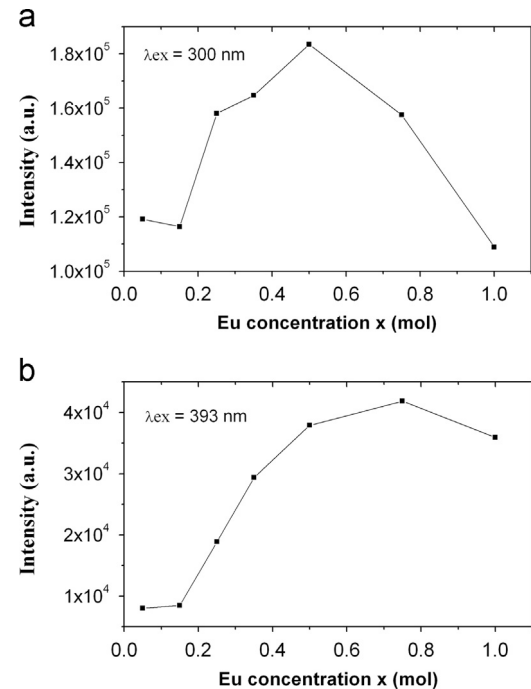 a
1.8x10⁵
1.6x10⁵
1.4x10⁵
1.2x10⁵
1.0x10⁵
Intensity (a.u.)
λex = 300 nm
0.0 0.2 0.4 0.6 0.8 1.0
Eu concentration x (mol)
b
4x10⁴
3x10⁴
2x10⁴
1x10⁴
Intensity (a.u.)
λex = 393 nm
0.0 0.2 0.4 0.6 0.8 1.0
Eu concentration x (mol)